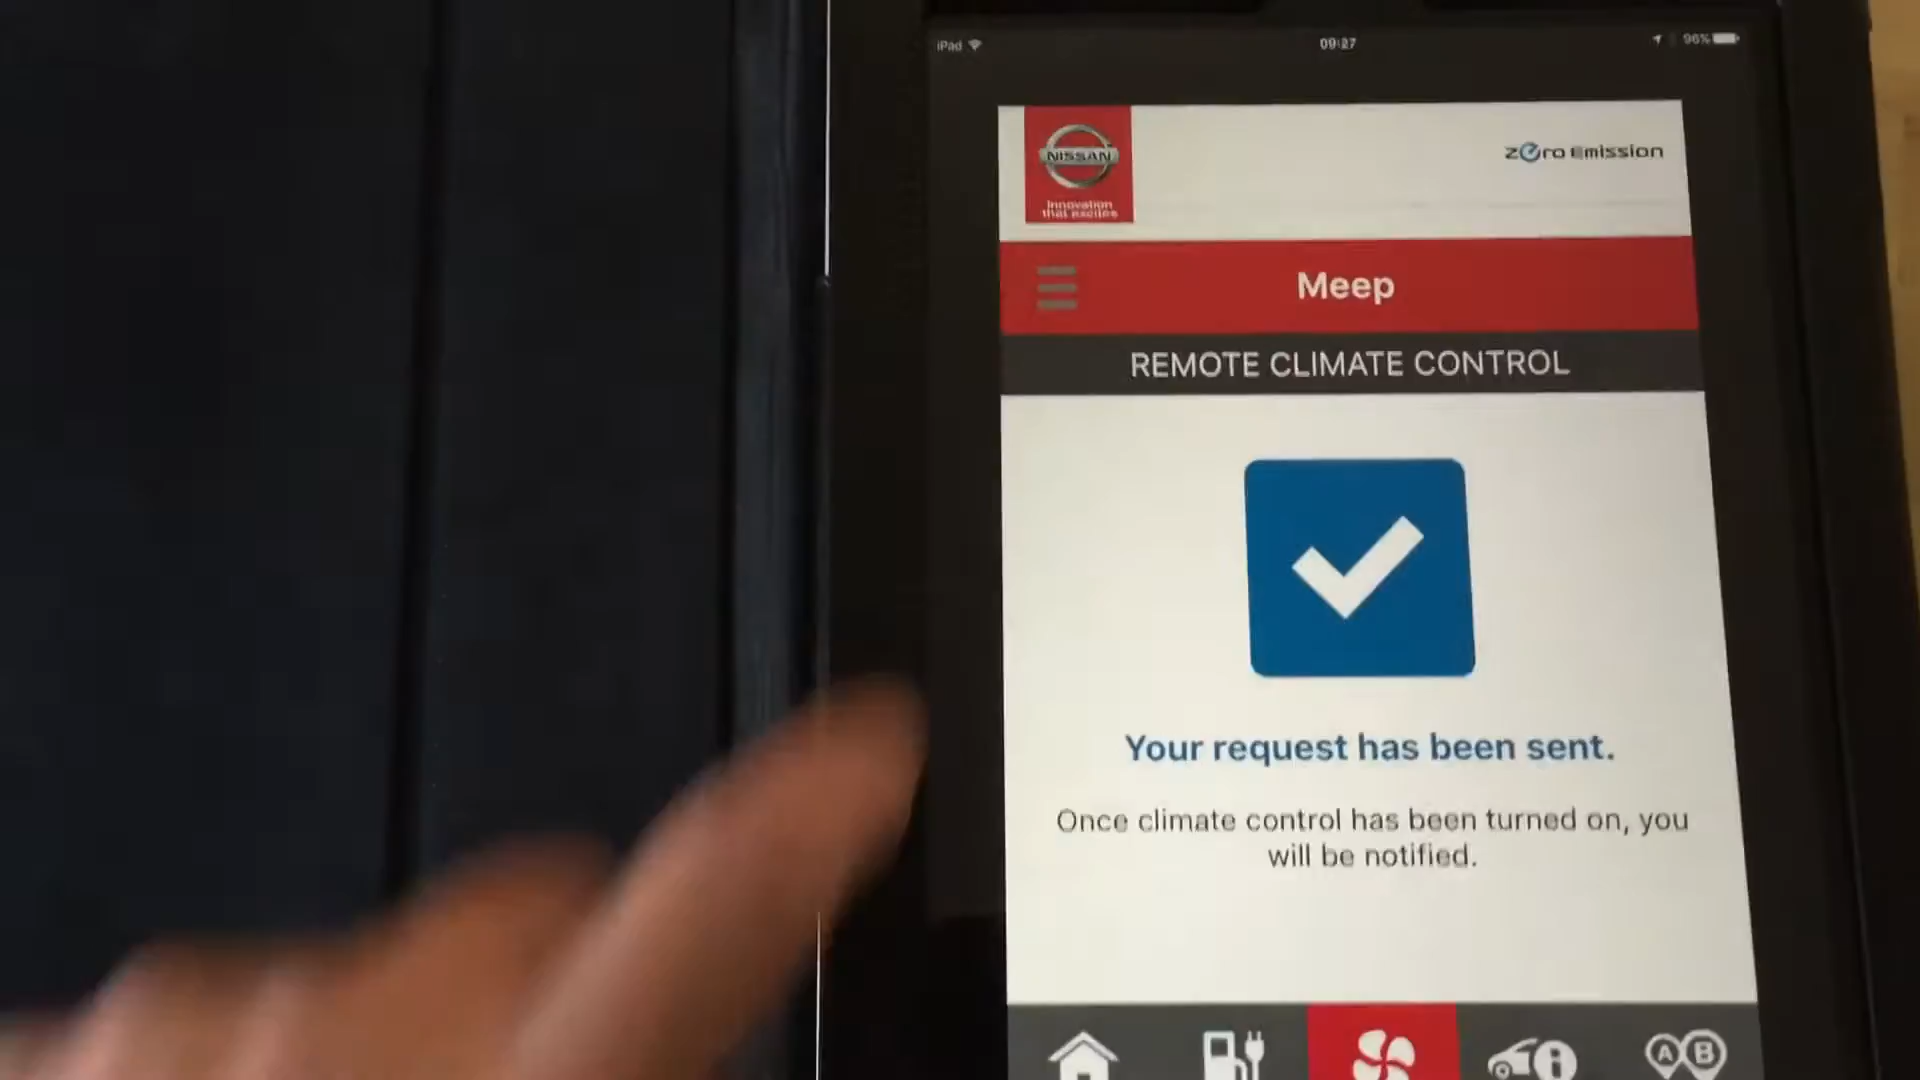 iPad
09:27
96%
NISSAN
Innovation
that excites
zero Emission
Meep
REMOTE CLIMATE CONTROL
Your request has been sent.
Once climate control has been turned on, you
will be notified.
A B